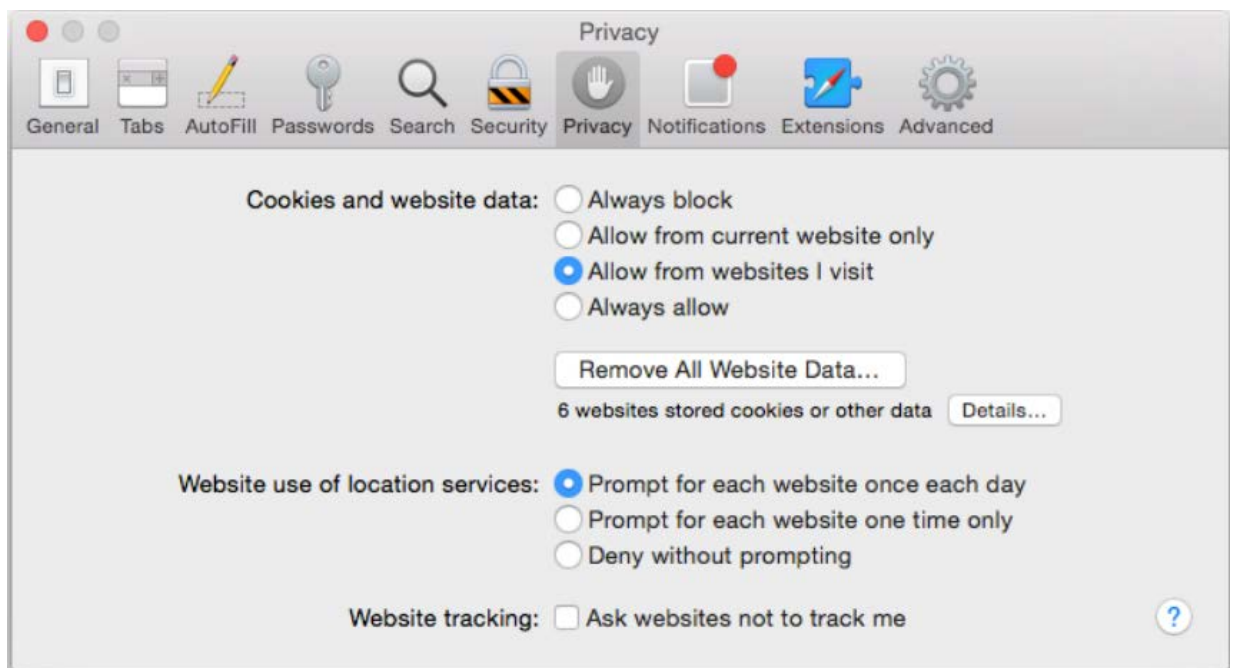 Privacy
General Tabs AutoFill Passwords Search Security Privacy Notifications Extensions Advanced
Cookies and website data: Always block
Allow from current website only
Allow from websites I visit
Always allow
Remove All Website Data...
6 websites stored cookies or other data Details...
Website use of location services: Prompt for each website once each day
Prompt for each website one time only
Deny without prompting
Website tracking: Ask websites not to track me ?